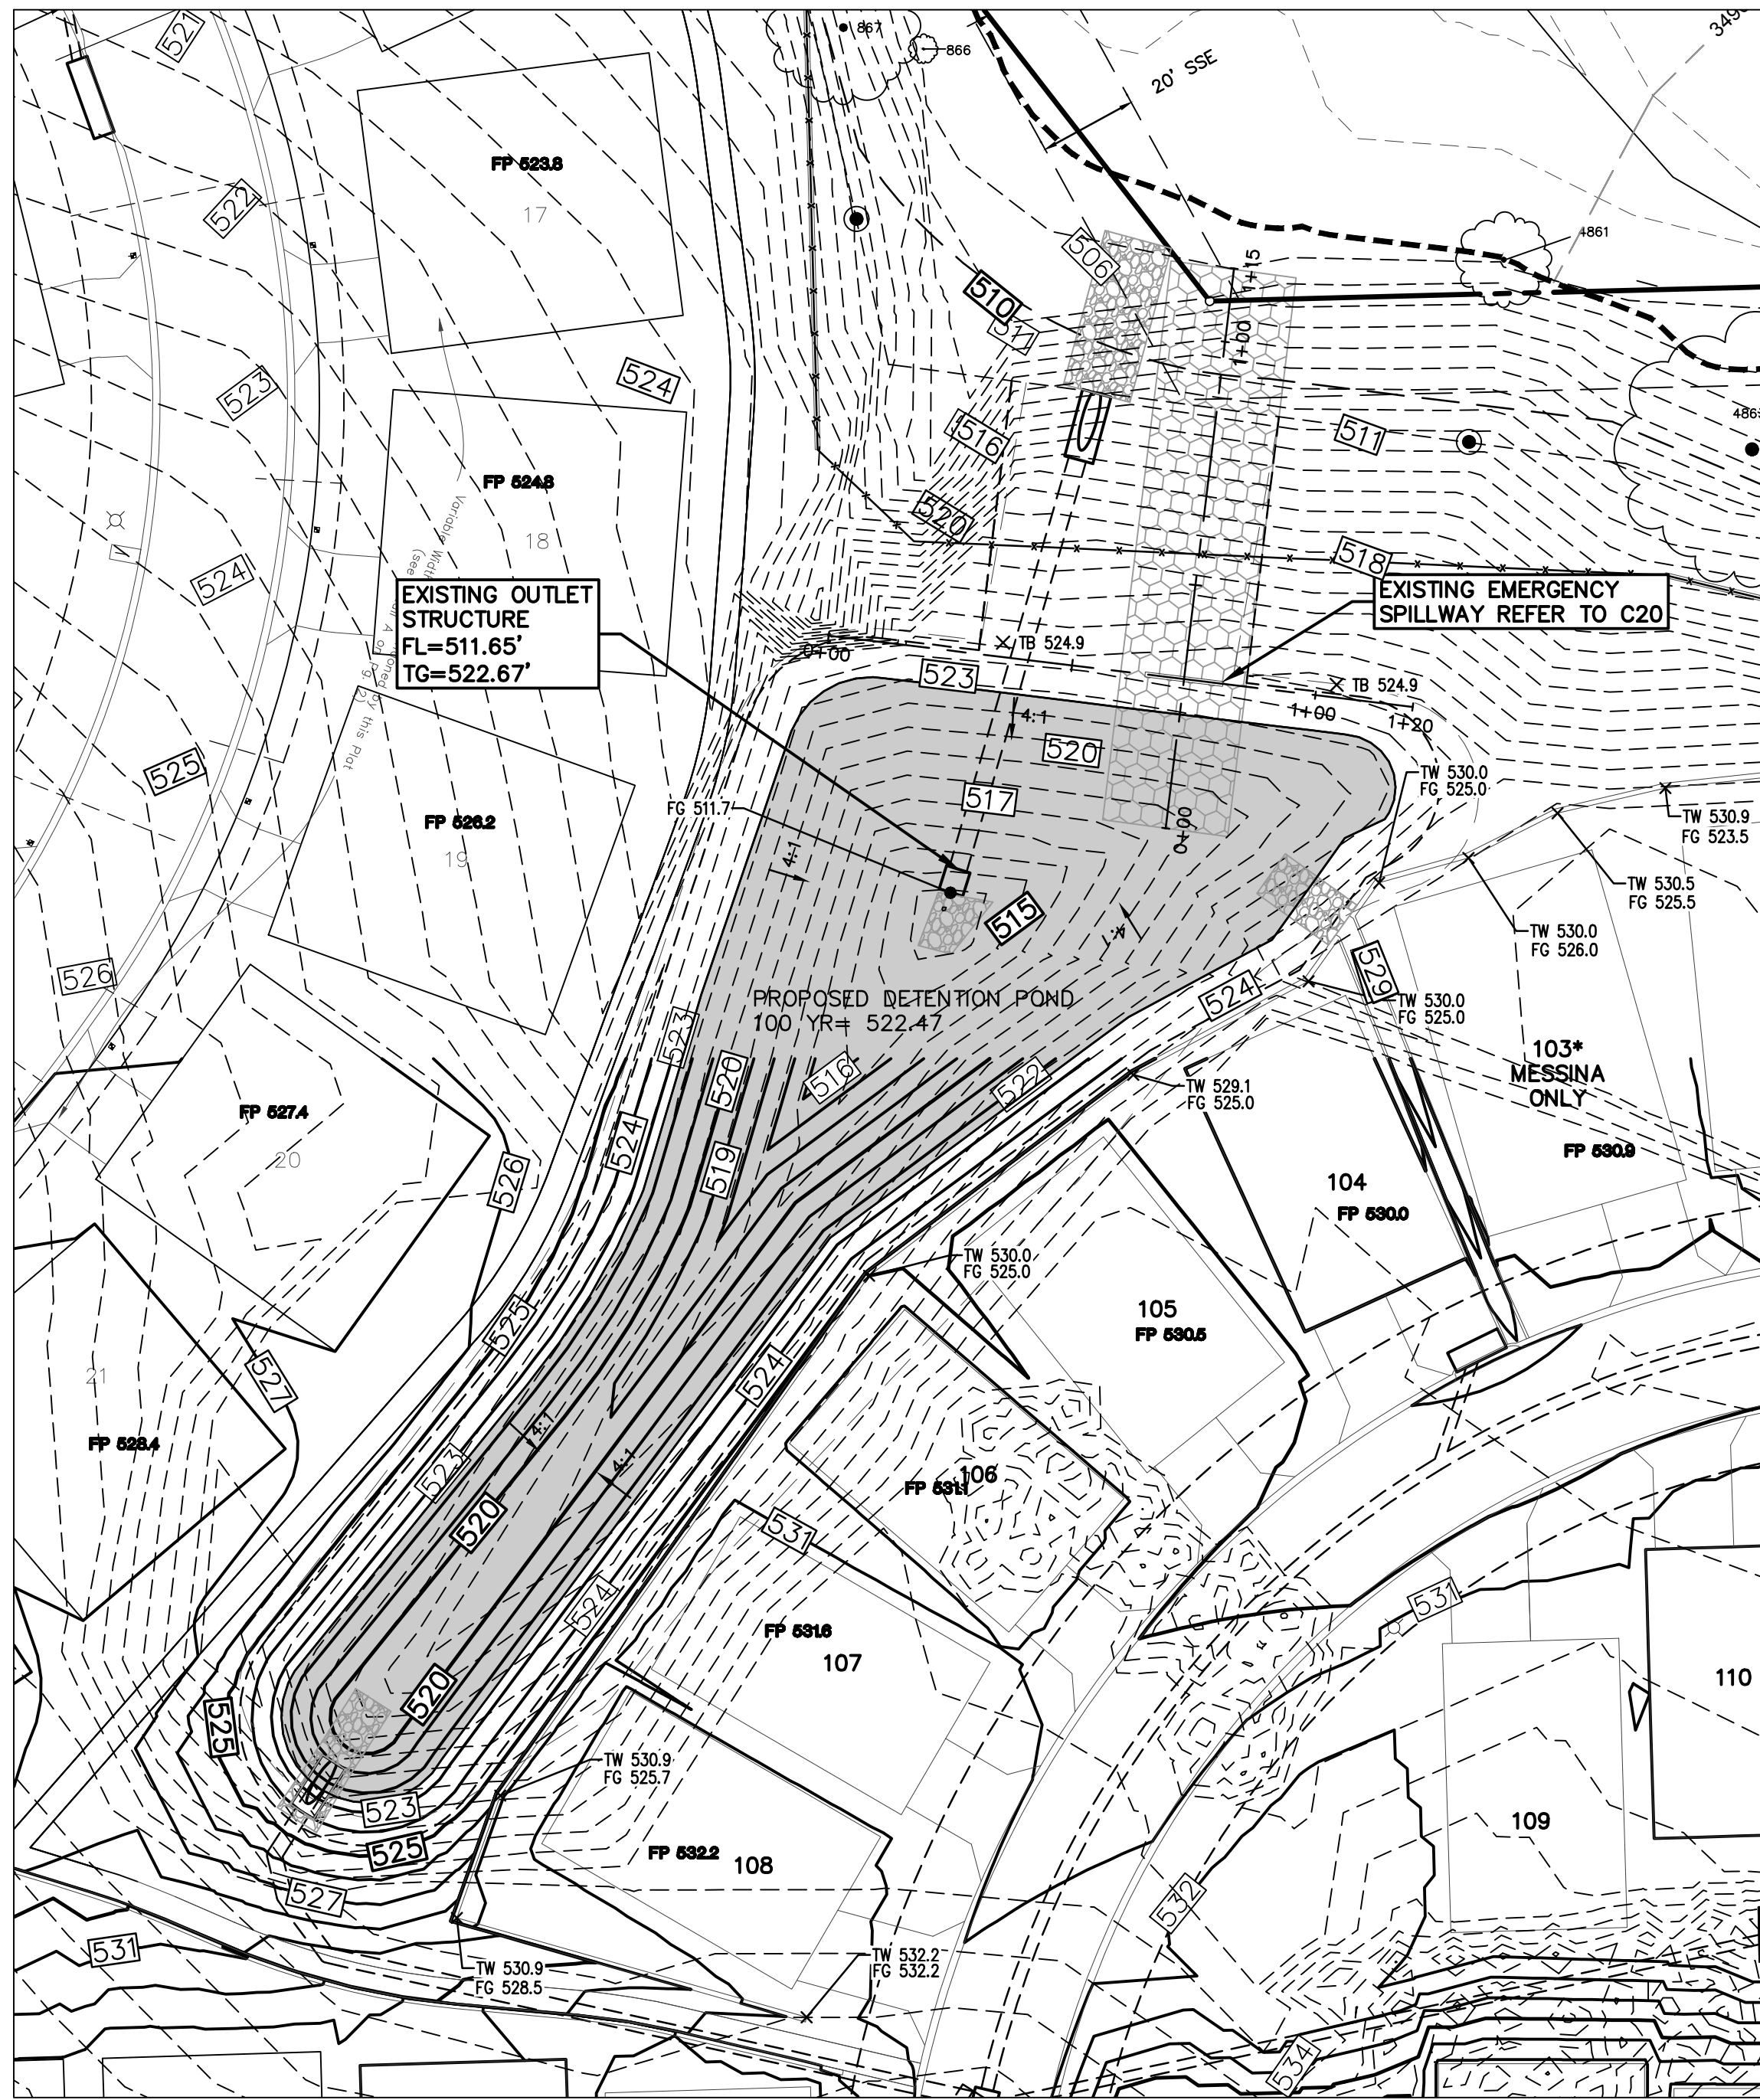 521
867
866
20' SSE
FP 523.8
17
522
506
1+15
4861
510
1+00
523
524
516
511
FP 524.8
18
520
518
524
Variable Width
(see
EXISTING OUTLET
STRUCTURE
FL=511.65'
TG=522.67'
EXISTING EMERGENCY
SPILLWAY REFER TO C20
0+00
TB 524.9
523
TB 524.9
1+00
1+20
4:1
520
525
by this Plat
TW 530.0
FG 525.0
517
FG 511.7
FP 526.2
19
0+00
TW 530.9
FG 523.5
4:1
TW 530.5
FG 525.5
515
4:1
TW 530.0
FG 526.0
526
529
524
PROPOSED DETENTION POND
100 YR= 522.47
TW 530.0
FG 525.0
523
103*
MESSINA
ONLY
520
516
522
TW 529.1
FG 525.0
FP 527.4
20
524
519
526
FP 530.9
104
FP 530.0
TW 530.0
FG 525.0
525
105
FP 530.5
21
527
524
FP 528.4
4:1
523
4:1
106
FP 531.1
520
531
524
531
FP 531.6
107
110
520
525
TW 530.9
FG 525.7
523
109
525
FP 532.2
108
527
532
531
TW 530.9
FG 528.5
TW 532.2
FG 532.2
534